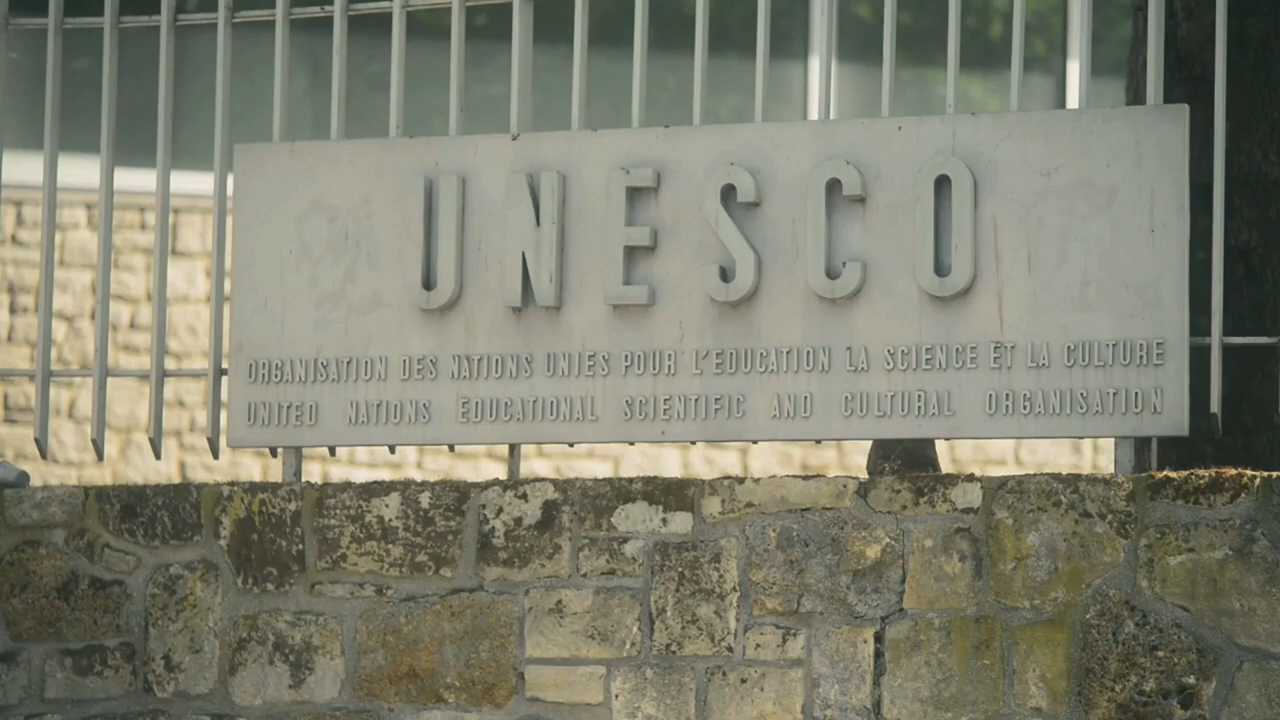 UNESCO
ORGANISATION DES NATIONS UNIES POUR L'EDUCATION LA SCIENCE ET LA CULTURE
UNITED NATIONS EDUCATIONAL SCIENTIFIC AND CULTURAL ORGANISATION